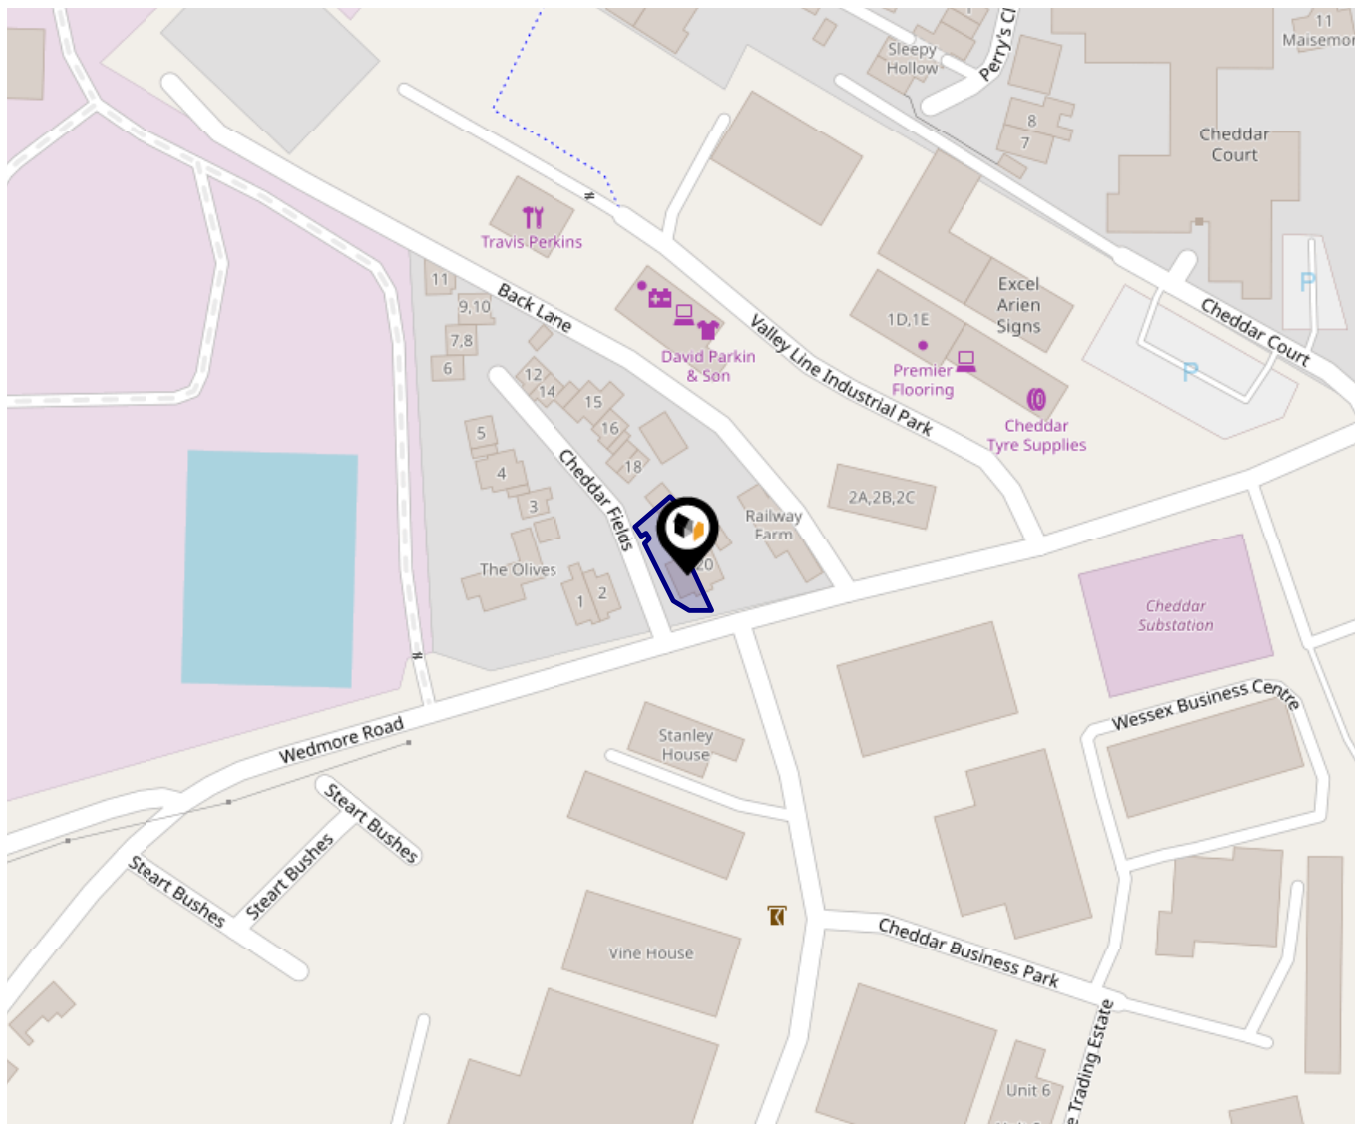 11
Maisemor
Perry's Cl
Sleepy
Hollow
8
7
Cheddar
Court
Travis Perkins
P
11
9,10
7,8
6
Back Lane
Excel
Arien
Signs
1D,1E
Cheddar Court
David Parkin
& Son
Valley Line Industrial Park
Premier
Flooring
P
12
14
15
16
18
Cheddar
Tyre Supplies
5
4
3
Cheddar Fields
2A,2B,2C
Railway
Farm
20
The Olives
1
2
Cheddar
Substation
Wessex Business Centre
Wedmore Road
Stanley
House
Steart Bushes
Steart Bushes
Steart Bushes
Cheddar Business Park
Vine House
Unit 6
e Trading Estate